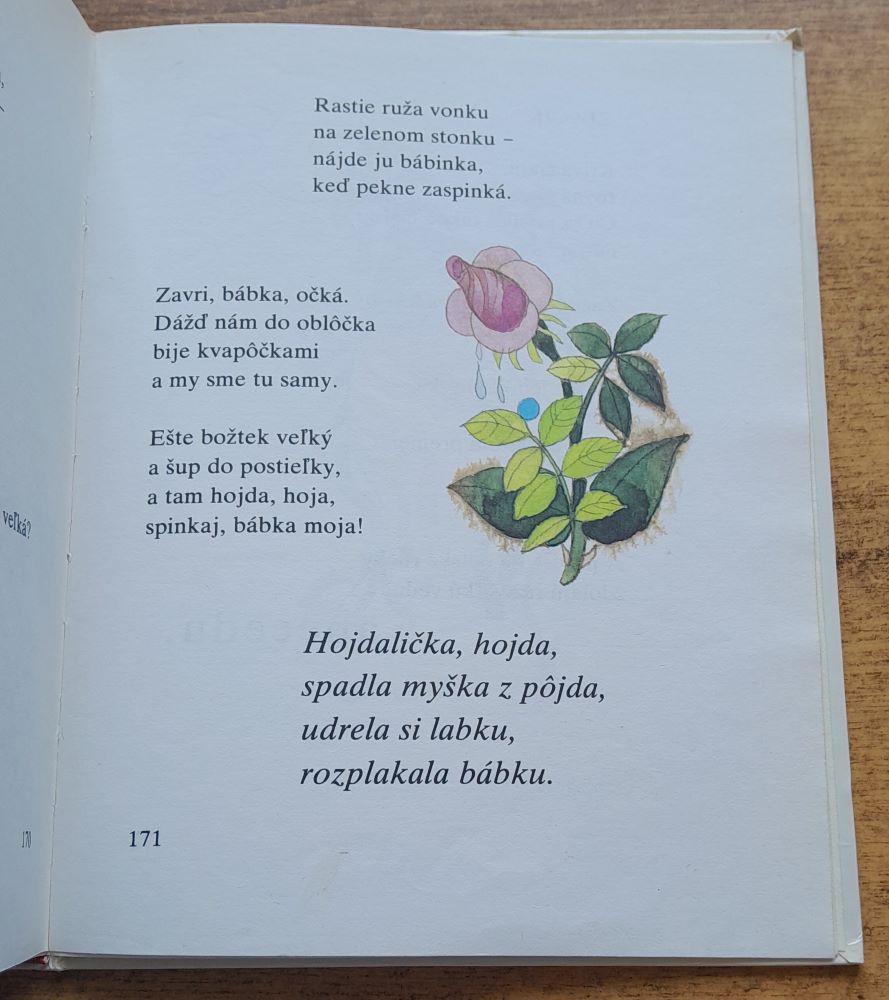 veľká?
170
Rastie ruža vonku
na zelenom stonku –
nájde ju bábinka,
keď pekne zaspinká.
Zavri, bábka, očká.
Dážď nám do oblôčka
bije kvapôčkami
a my sme tu samy.
Ešte božtek veľký
a šup do postieľky,
a tam hojda, hoja,
spinkaj, bábka moja!
Hojdalička, hojda,
spadla myška z pôjda,
udrela si labku,
rozplakala bábku.
171